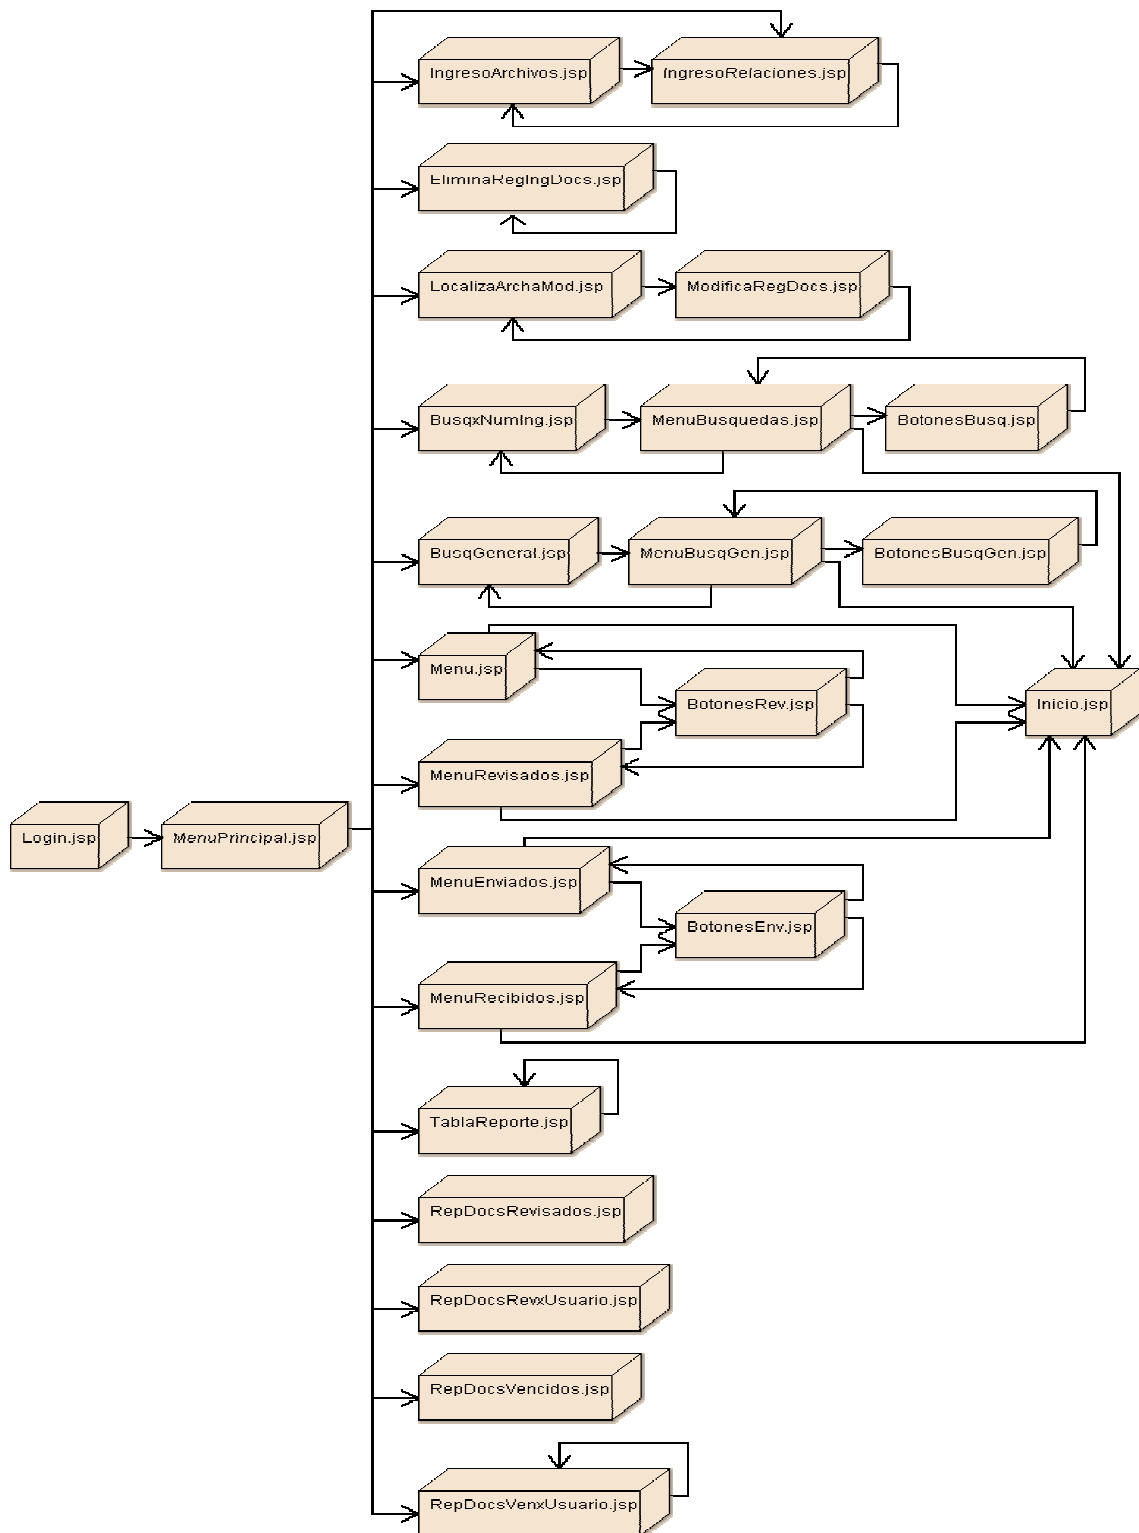 IngresoArchivos.jsp
IngresoRelaciones.jsp
EliminaRegIngDocs.jsp
LocalizaArchaMod.jsp
ModificaRegDocs.jsp
BusqxNumIng.jsp
MenuBusquedas.jsp
BotonesBusq.jsp
BusqGeneral.jsp
MenuBusqGen.jsp
BotonesBusqGen.jsp
Menu.jsp
BotonesRev.jsp
Inicio.jsp
MenuRevisados.jsp
Login.jsp
MenuPrincipal.jsp
MenuEnviados.jsp
BotonesEnv.jsp
MenuRecibidos.jsp
TablaReporte.jsp
RepDocsRevisados.jsp
RepDocsRevxUsuario.jsp
RepDocsVencidos.jsp
RepDocsVenxUsuario.jsp